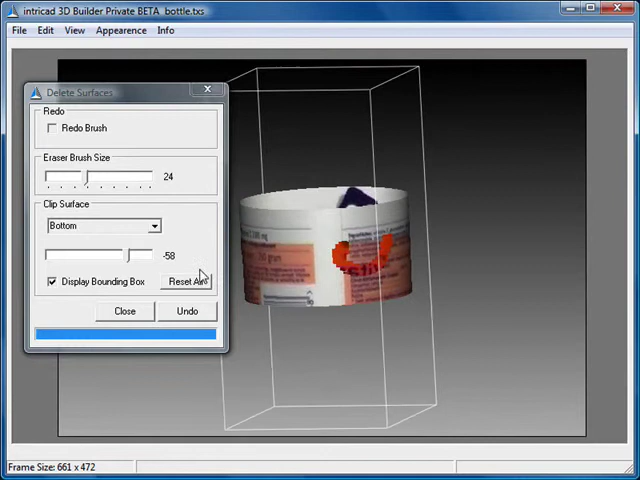 intricad 3D Builder Private BETA  bottle.txs
File Edit View Appearance Info
Delete Surfaces
Redo
Redo Brush
Eraser Brush Size
24
Clip Surface
Bottom
-58
Display Bounding Box
Reset All
Close Undo
Frame Size: 661 x 472